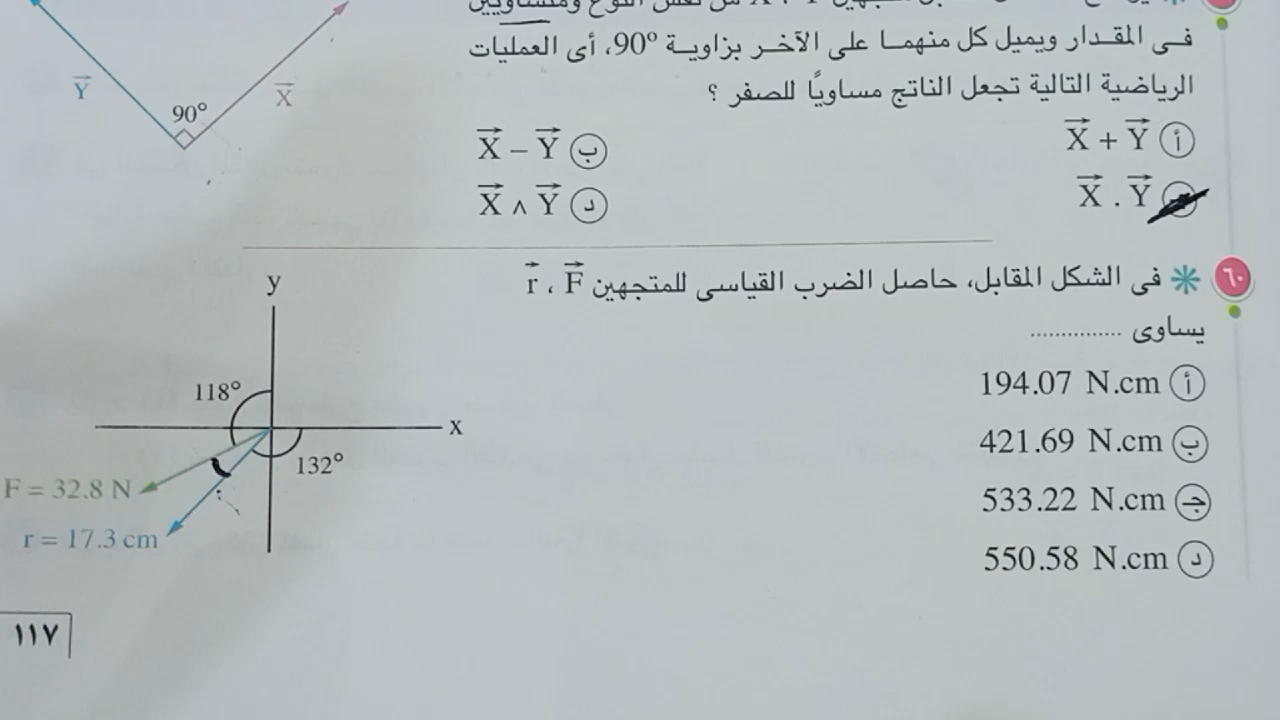 فى المقدار ويميل كل منهما على الآخر بزاوية 90°، أى العمليات
الرياضية التالية تجعل الناتج مساويًا للصفر ؟
أ X + Y
ب X – Y
X . Y
د X ∧ Y
Y
90°
X
٦٠ فى الشكل المقابل، حاصل الضرب القياسى للمتجهين F ، r
يساوى ...............
أ 194.07 N.cm
ب 421.69 N.cm
جـ 533.22 N.cm
د 550.58 N.cm
y
118°
x
132°
F = 32.8 N
r = 17.3 cm
١١٧